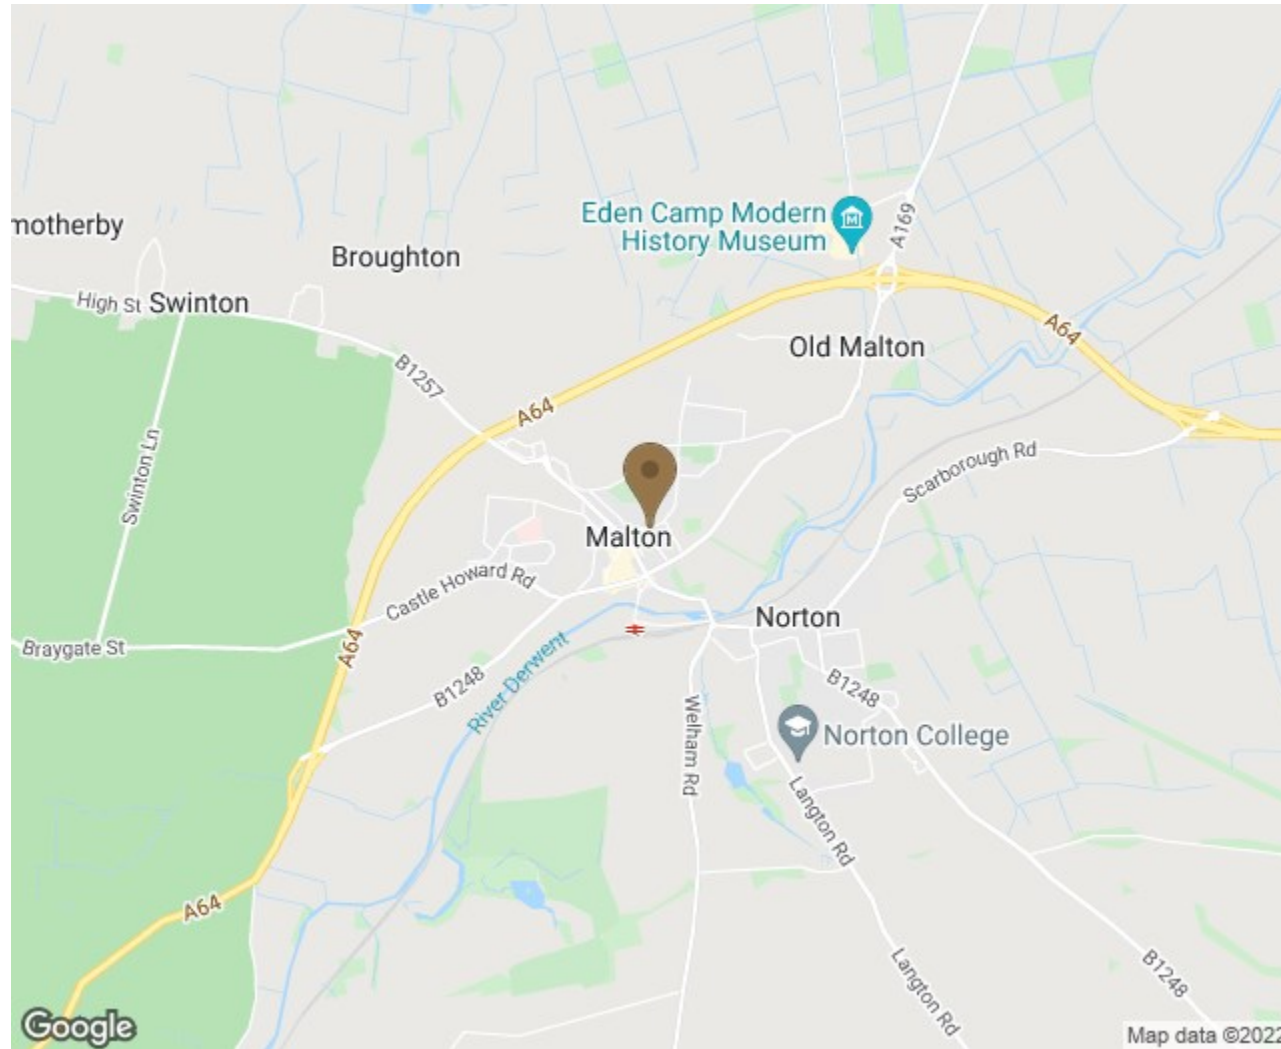 motherby
Broughton
Eden Camp Modern
History Museum
A169
High St
Swinton
B1257
A64
Old Malton
A64
A64
Swinton Ln
Scarborough Rd
Malton
Castle Howard Rd
Norton
Braygate St
A64
B1248
River Derwent
B1248
Welham Rd
Norton College
Langton Rd
A64
Langton Rd
B1248
Google
Map data ©2022